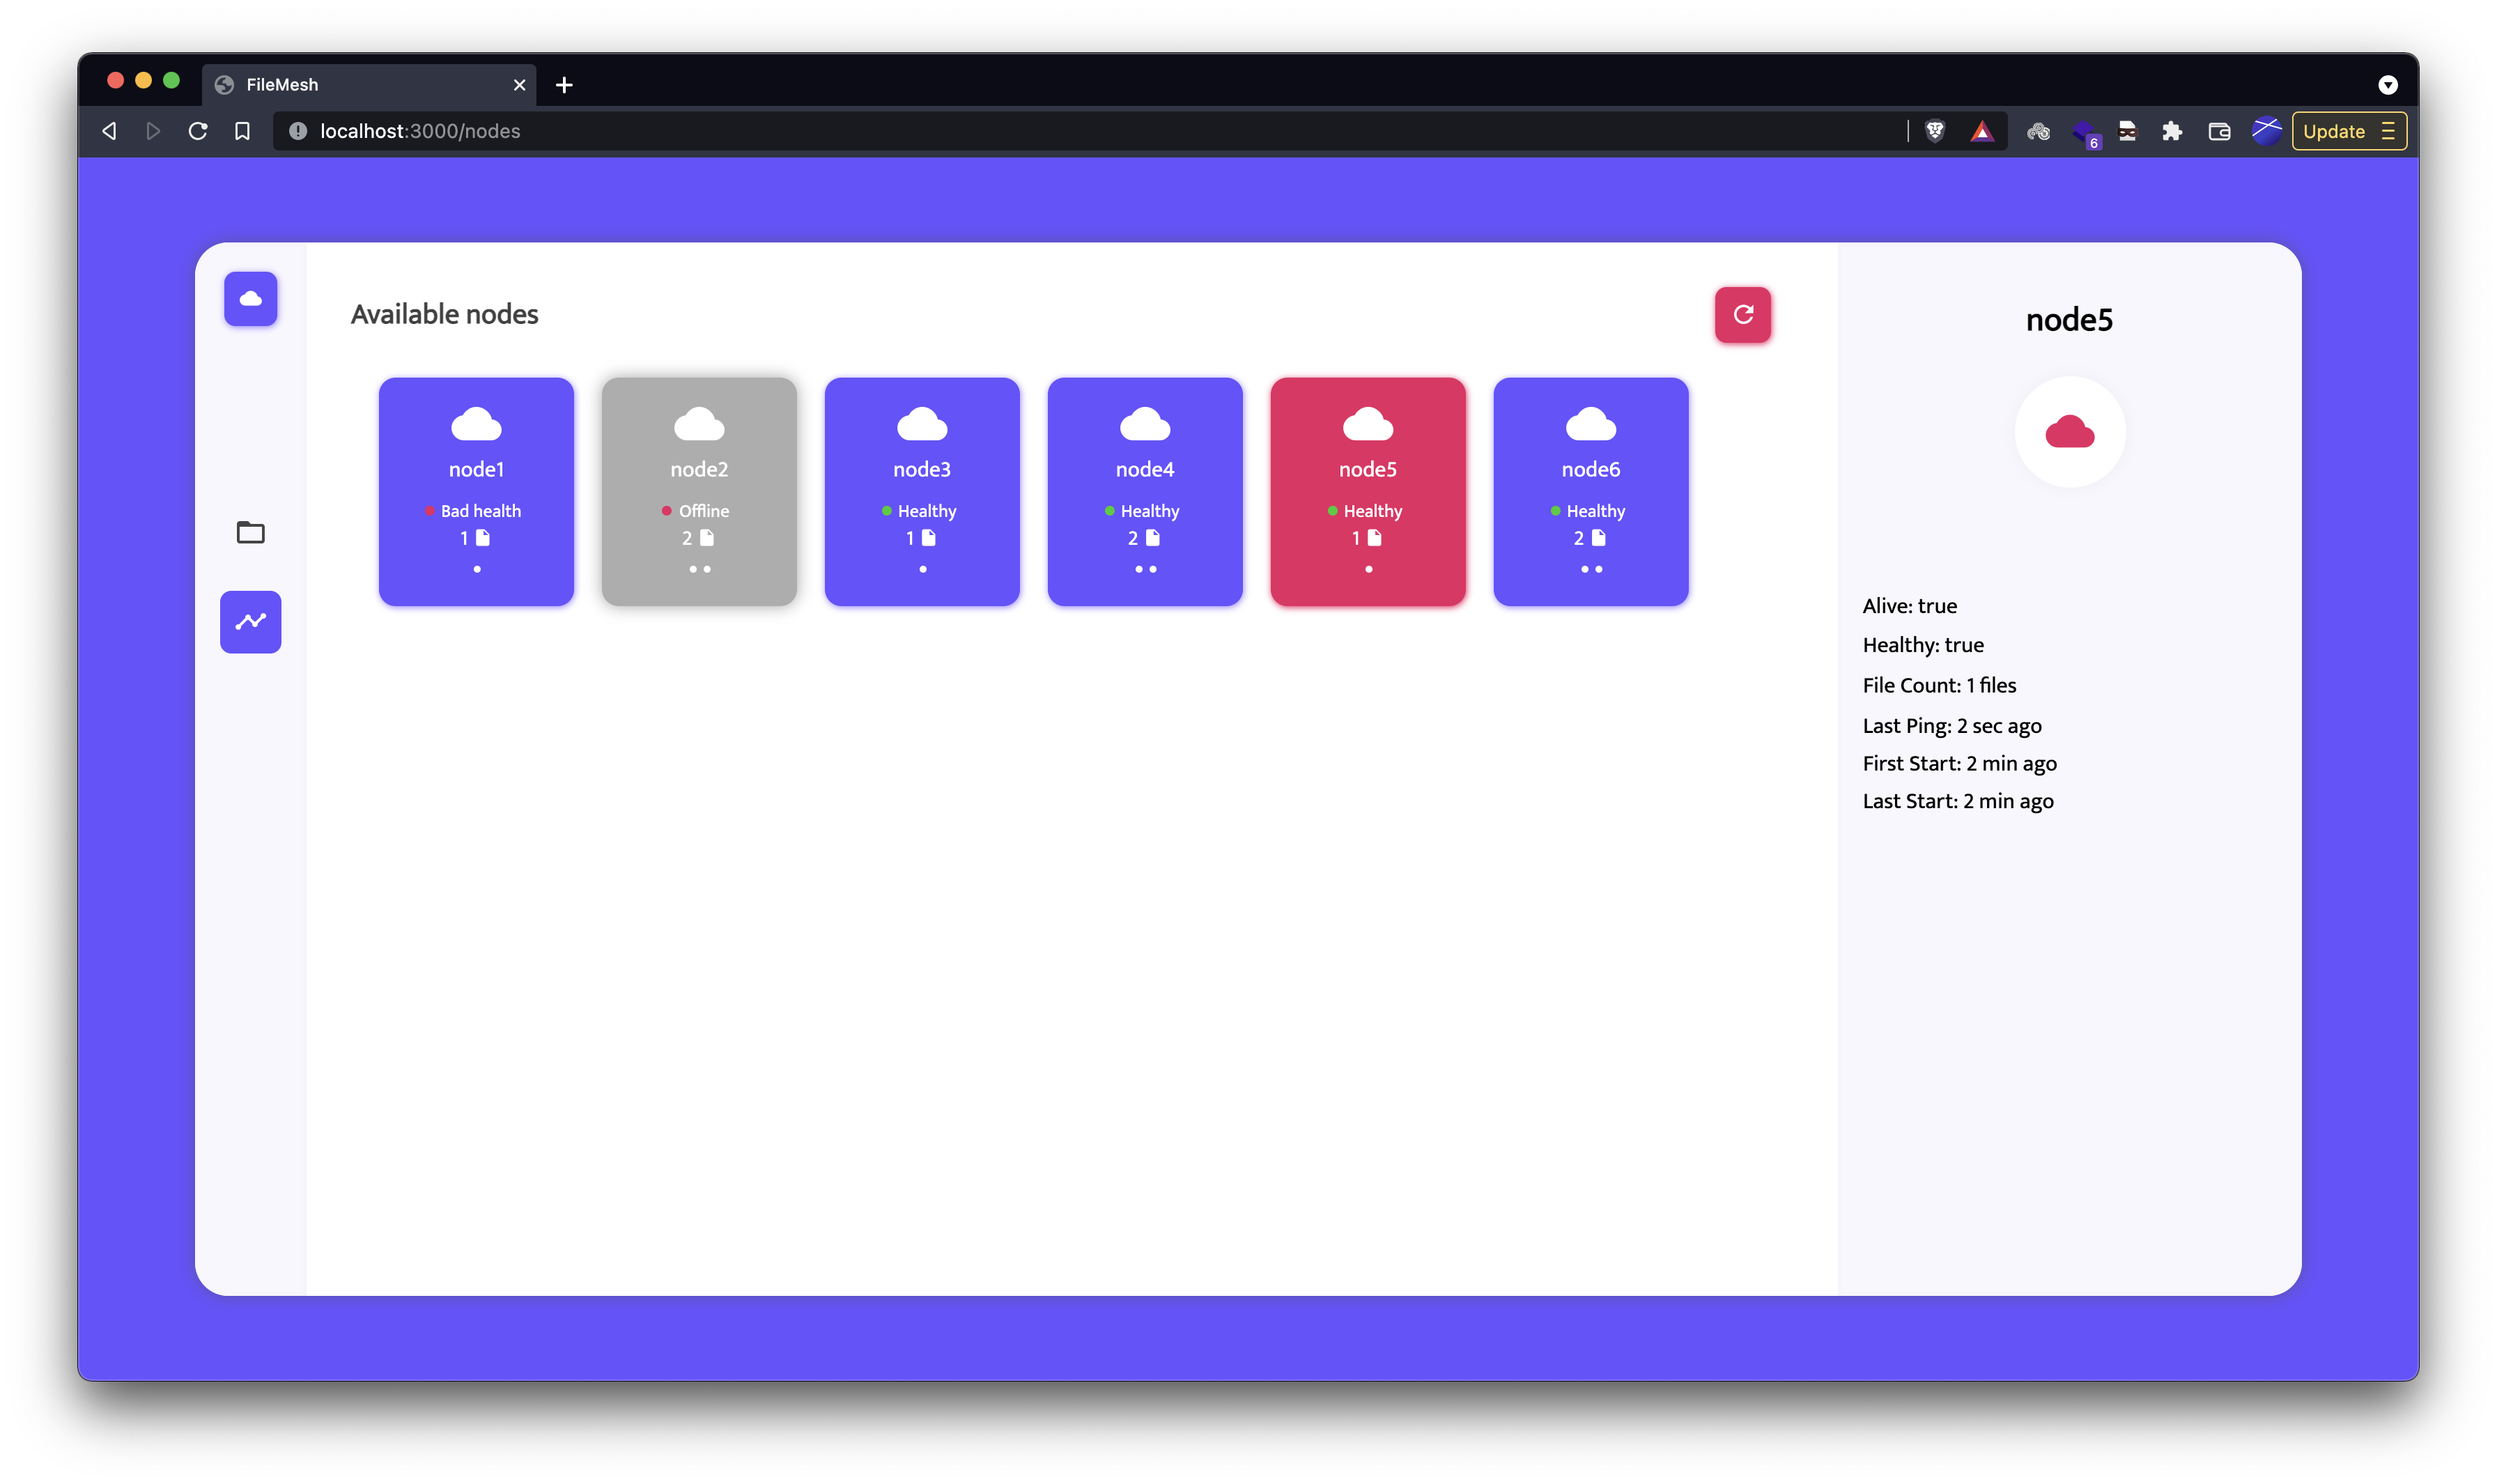 FileMesh
localhost:3000/nodes
6
Update
Available nodes
node1
Bad health
1
node2
Offline
2
node3
Healthy
1
node4
Healthy
2
node5
Healthy
1
node6
Healthy
2
node5
Alive: true
Healthy: true
File Count: 1 files
Last Ping: 2 sec ago
First Start: 2 min ago
Last Start: 2 min ago